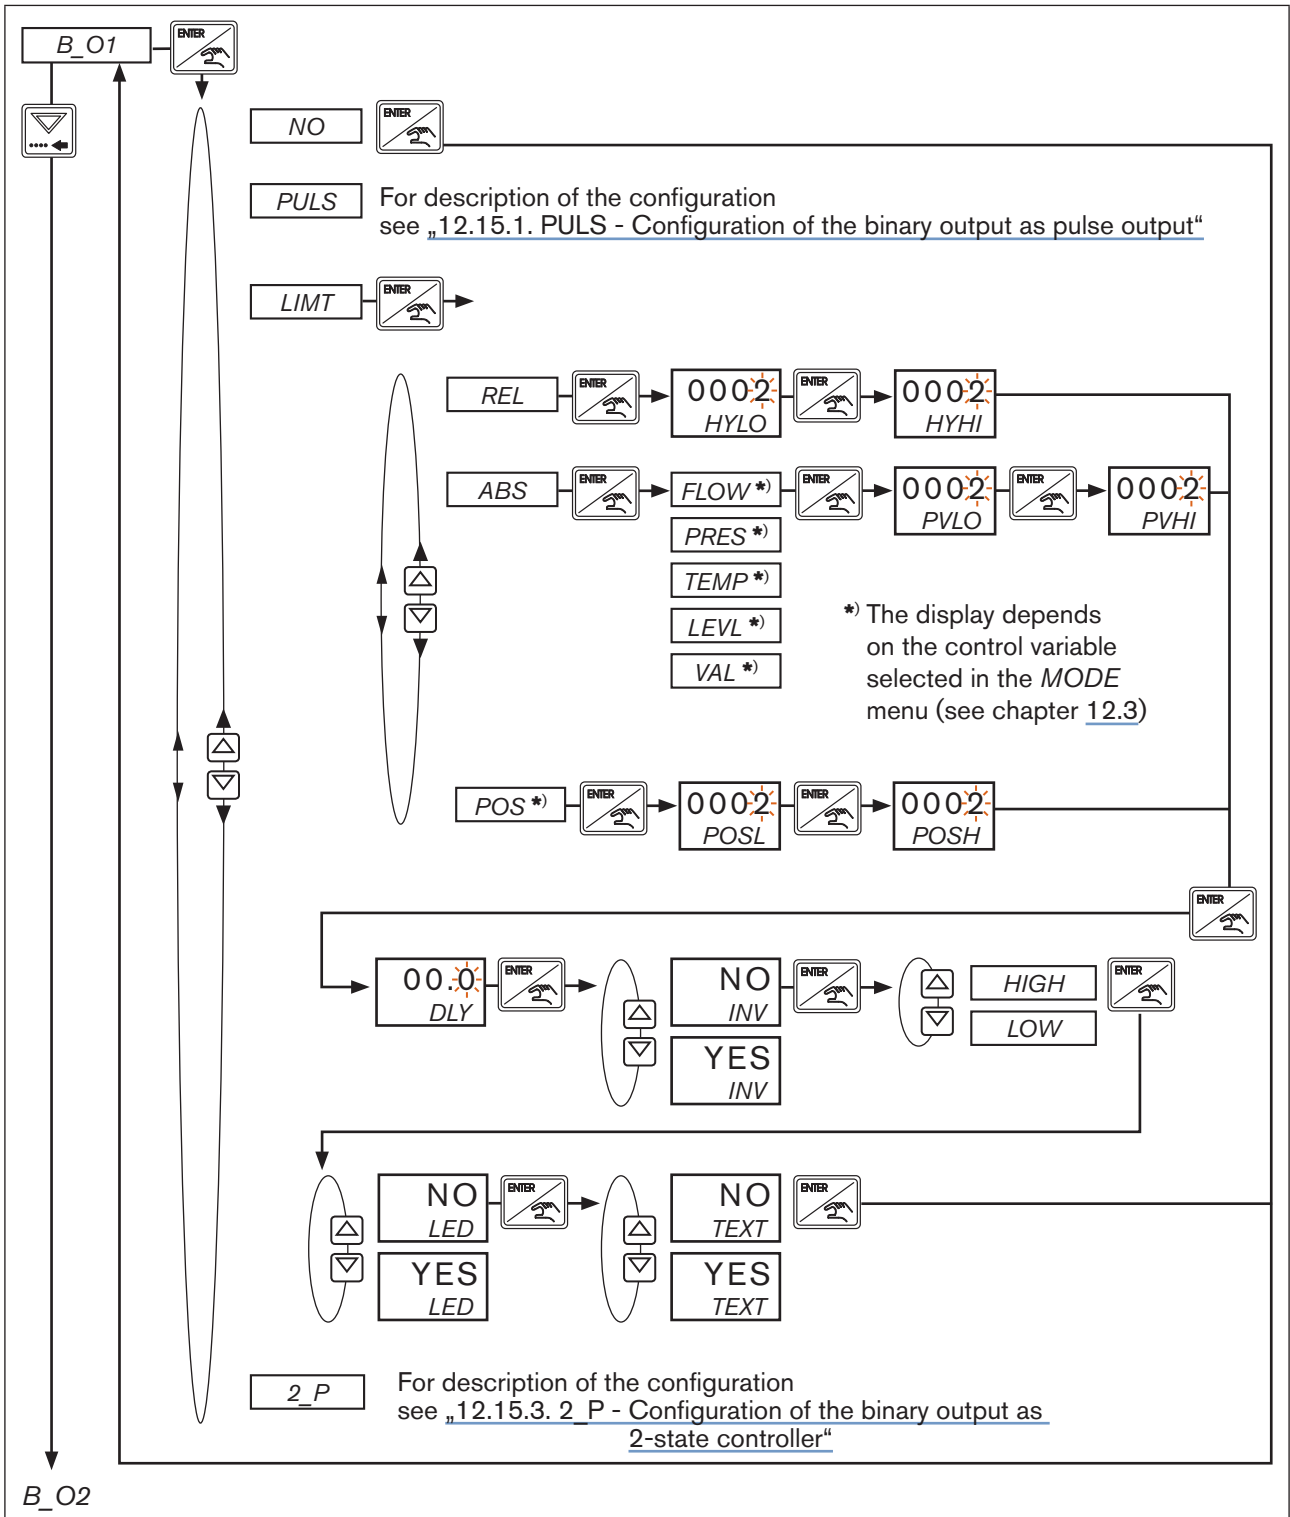 B_O1
ENTER
NO
ENTER
PULS
For description of the configuration
see „12.15.1. PULS - Configuration of the binary output as pulse output“
LIMT
ENTER
REL
ENTER
0002
HYLO
ENTER
0002
HYHI
ABS
ENTER
FLOW *)
ENTER
0002
PVLO
ENTER
0002
PVHI
PRES *)
TEMP *)
LEVL *)
VAL *)
*) The display depends
on the control variable
selected in the MODE
menu (see chapter 12.3)
POS *)
ENTER
0002
POSL
ENTER
0002
POSH
ENTER
00.0
DLY
ENTER
NO
INV
ENTER
HIGH
ENTER
LOW
YES
INV
NO
LED
ENTER
NO
TEXT
ENTER
YES
LED
YES
TEXT
2_P
For description of the configuration
see „12.15.3. 2_P - Configuration of the binary output as
2-state controller“
B_O2